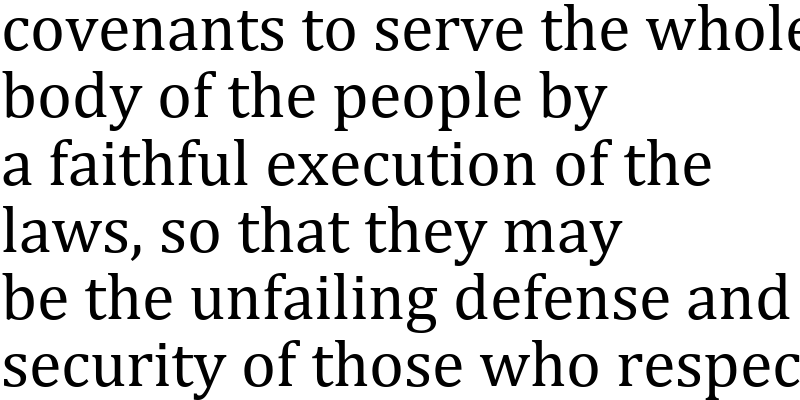 covenants to serve the whole
body of the people by
a faithful execution of the
laws, so that they may
be the unfailing defense and
security of those who respec